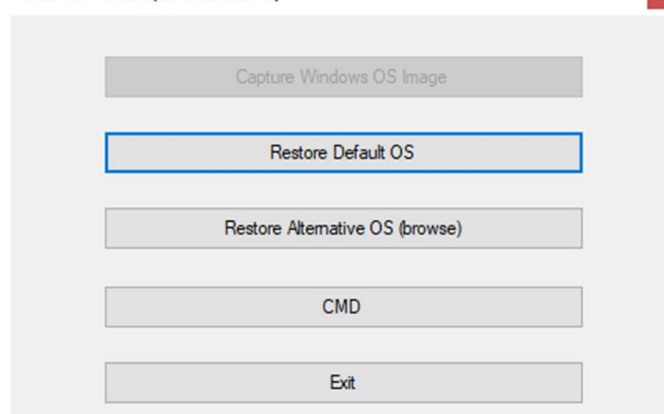 Capture Windows OS Image
Restore Default OS
Restore Alternative OS (browse)
CMD
Exit